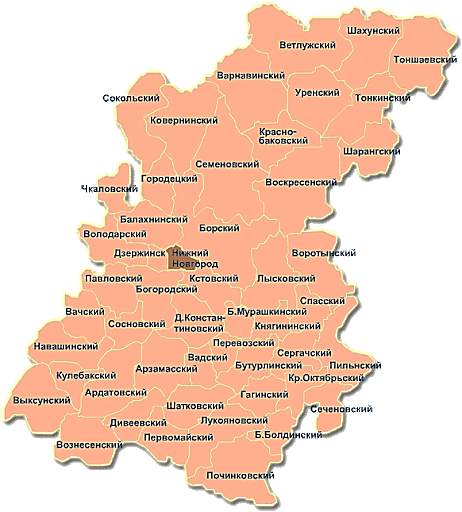 Шахунский
Ветлужский
Тоншаевский
Варнавинский
Уренский
Тонкинский
Сокольский
Ковернинский
Красно-
баковский
Шарангский
Семеновский
Городецкий
Воскресенский
Чкаловский
Балахнинский
Борский
Володарский
Дзержинск
Нижний
Новгород
Воротынский
Павловский
Кстовский
Лысковский
Богородский
Спасский
Вачский
Сосновский
Д.Констан-
тиновский
Б.Мурашкинский
Княгининский
Навашинский
Перевозский
Вадский
Сергачский
Бутурлинский
Пильнский
Кулебакский
Арзамасский
Кр.Октябрьский
Выксунский
Ардатовский
Гагинский
Шатковский
Сеченовский
Дивеевский
Лукояновский
Вознесенский
Первомайский
Б.Болдинский
Починковский